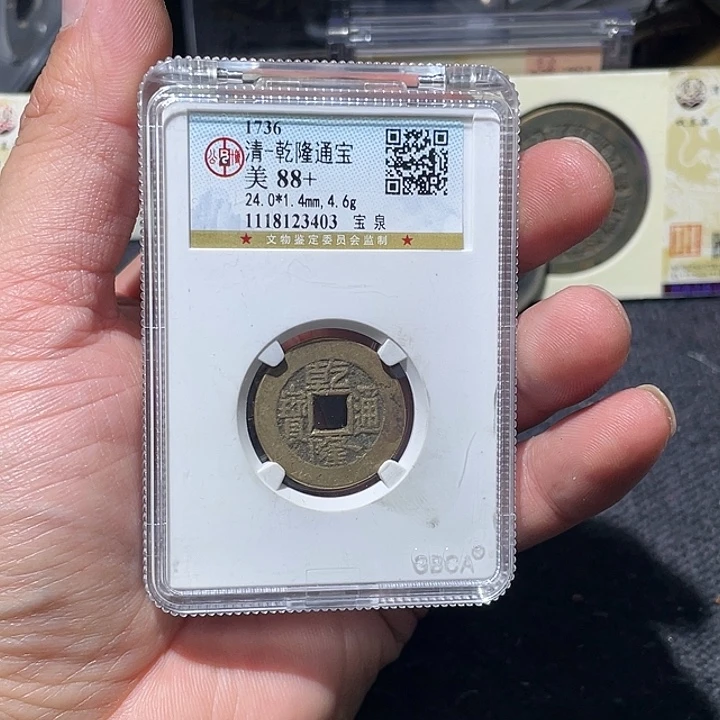 1736
清-乾隆通宝
美 88+
24.0*1.4mm,4.6g
1118123403 宝 泉
★ 文物鉴定委员会监制 ★
乾隆通寶
GBCA